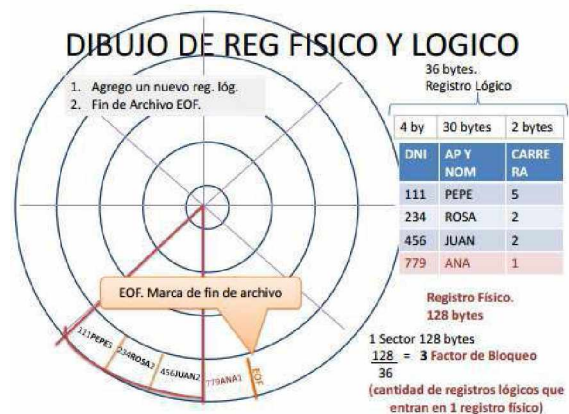 DIBUJO DE REG FISICO Y LOGICO
1. Agrego un nuevo reg. lóg.
2. Fin de Archivo EOF.
36 bytes.
Registro Lógico
4 by 30 bytes 2 bytes
DNI AP Y NOM CARRE RA
111 PEPE 5
234 ROSA 2
456 JUAN 2
779 ANA 1
EOF. Marca de fin de archivo
111PEPE5 234ROSA2 456JUAN2 779ANA1 EOF
Registro Físico.
128 bytes
1 Sector 128 bytes
128 = 3 Factor de Bloqueo
36
(cantidad de registros lógicos que
entran en 1 registro físico)